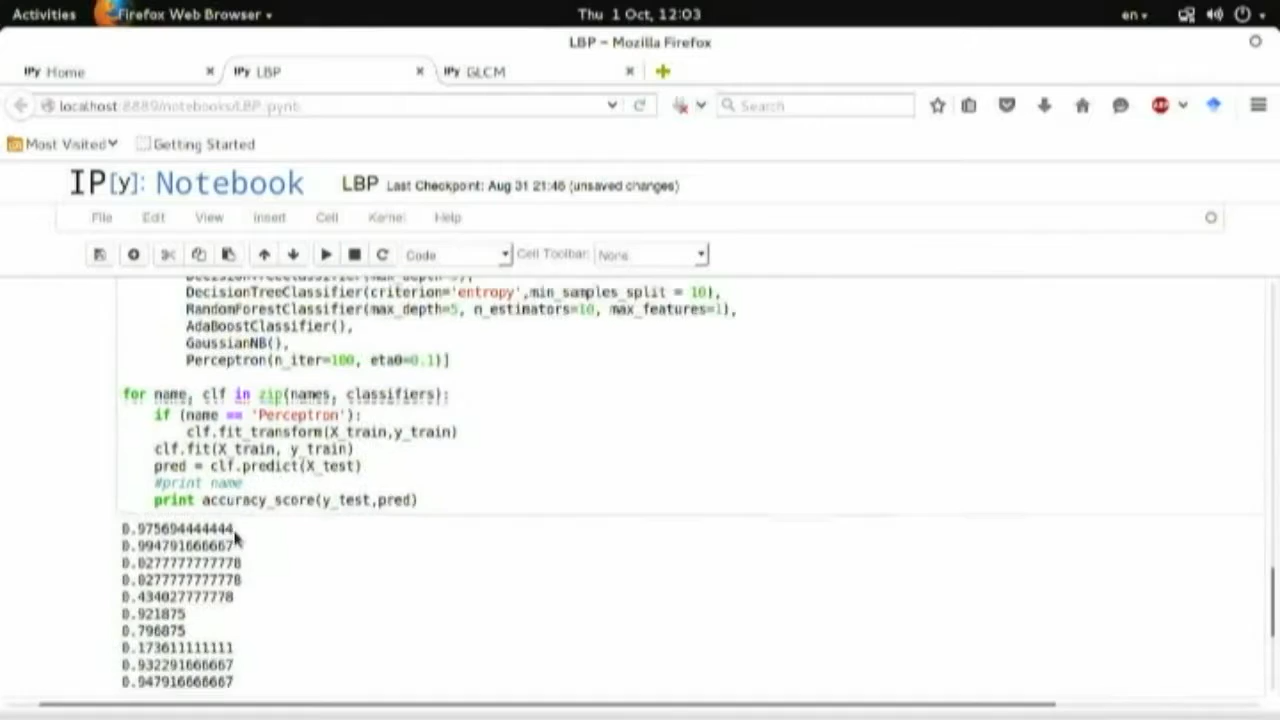 Activities Firefox Web Browser Thu 1 Oct, 12:03 en
LBP - Mozilla Firefox
IPy Home IPy LBP IPy GLCM
localhost:8889/notebooks/LBP.ipynb Search
Most Visited Getting Started
IP[y]: Notebook LBP Last Checkpoint: Aug 31 21:46 (unsaved changes)
File Edit View Insert Cell Kernel Help
Code Cell Toolbar: None
DecisionTreeClassifier(criterion='entropy',min_samples_split = 10),
RandomForestClassifier(max_depth=5, n_estimators=10, max_features=1),
AdaBoostClassifier(),
GaussianNB(),
Perceptron(n_iter=100, eta0=0.1)]
for name, clf in zip(names, classifiers):
if (name == 'Perceptron'):
clf.fit_transform(X_train,y_train)
clf.fit(X_train, y_train)
pred = clf.predict(X_test)
#print name
print accuracy_score(y_test,pred)
0.975694444444
0.994791666667
0.0277777777778
0.0277777777778
0.434027777778
0.921875
0.796875
0.173611111111
0.932291666667
0.947916666667